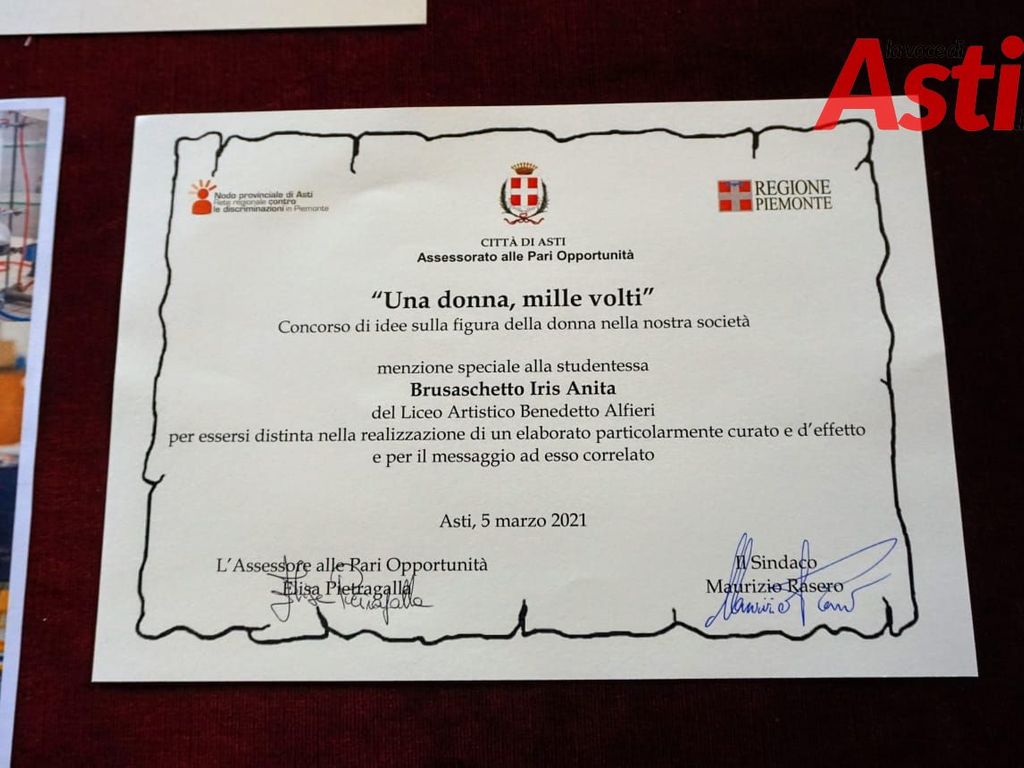 la voce di
Asti
Nodo provinciale di Asti
Rete regionale contro
le discriminazioni in Piemonte
REGIONE
PIEMONTE
CITTÀ DI ASTI
Assessorato alle Pari Opportunità
“Una donna, mille volti”
Concorso di idee sulla figura della donna nella nostra società
menzione speciale alla studentessa
Brusaschetto Iris Anita
del Liceo Artistico Benedetto Alfieri
per essersi distinta nella realizzazione di un elaborato particolarmente curato e d’effetto
e per il messaggio ad esso correlato
Asti, 5 marzo 2021
L’Assessore alle Pari Opportunità
Elisa Pietragalla
Elisa Pietragalla
Il Sindaco
Maurizio Rasero
Maurizio Rasero